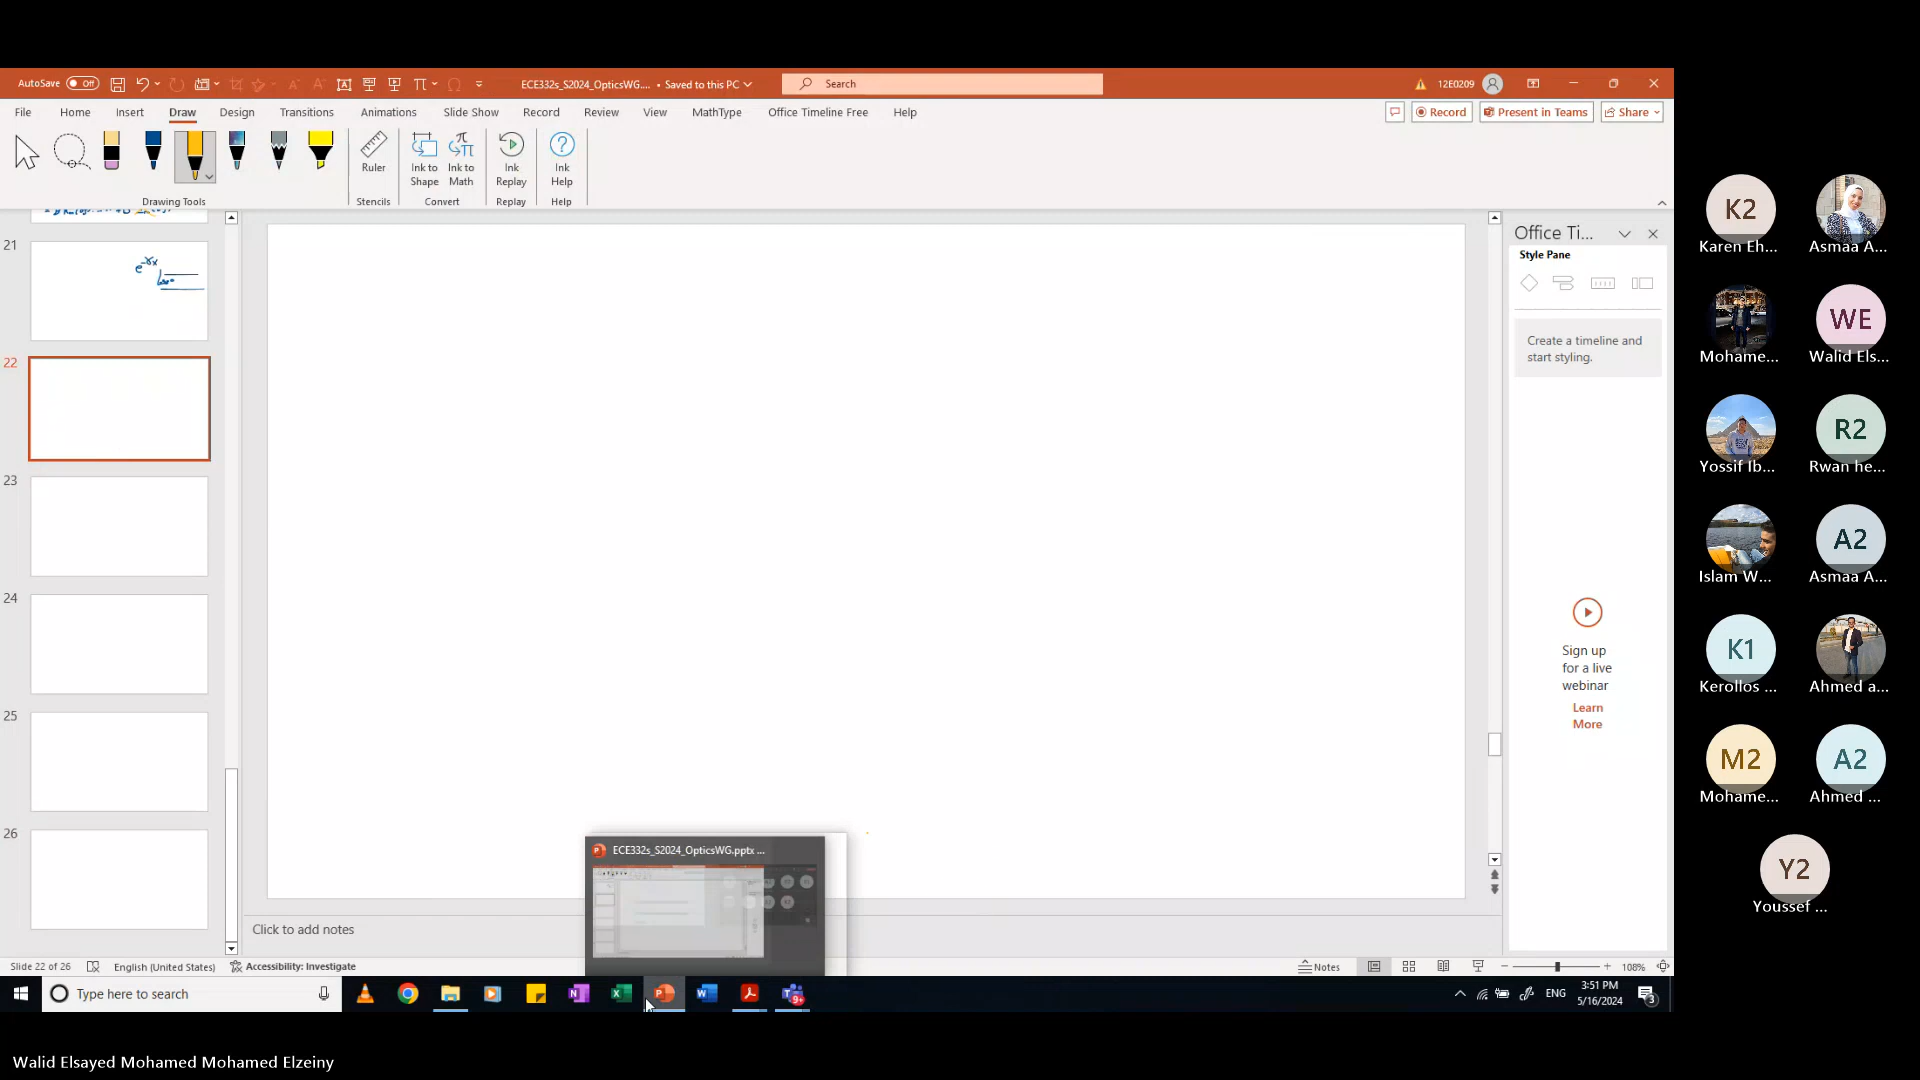 AutoSave Off
ECE332s_S2024_OpticsWG.... • Saved to this PC
Search
12E0209
File Home Insert Draw Design Transitions Animations Slide Show Record Review View MathType Office Timeline Free Help
Record Present in Teams Share
Ruler
Ink to Shape
Ink to Math
Ink Replay
Ink Help
Drawing Tools Stencils Convert Replay Help
21
22
23
24
25
26
Office Ti...
Style Pane
Create a timeline and
start styling.
Sign up
for a live
webinar
Learn
More
ECE332s_S2024_OpticsWG.pptx ...
Click to add notes
Slide 22 of 26 English (United States) Accessibility: Investigate
Notes 108%
Type here to search
ENG
3:51 PM
5/16/2024
3
9+
K2
Karen Eh...
Asmaa A...
Mohame...
WE
Walid Els...
Yossif Ib...
R2
Rwan he...
Islam W...
A2
Asmaa A...
K1
Kerollos ...
Ahmed a...
M2
Mohame...
A2
Ahmed ...
Y2
Youssef ...
Walid Elsayed Mohamed Mohamed Elzeiny